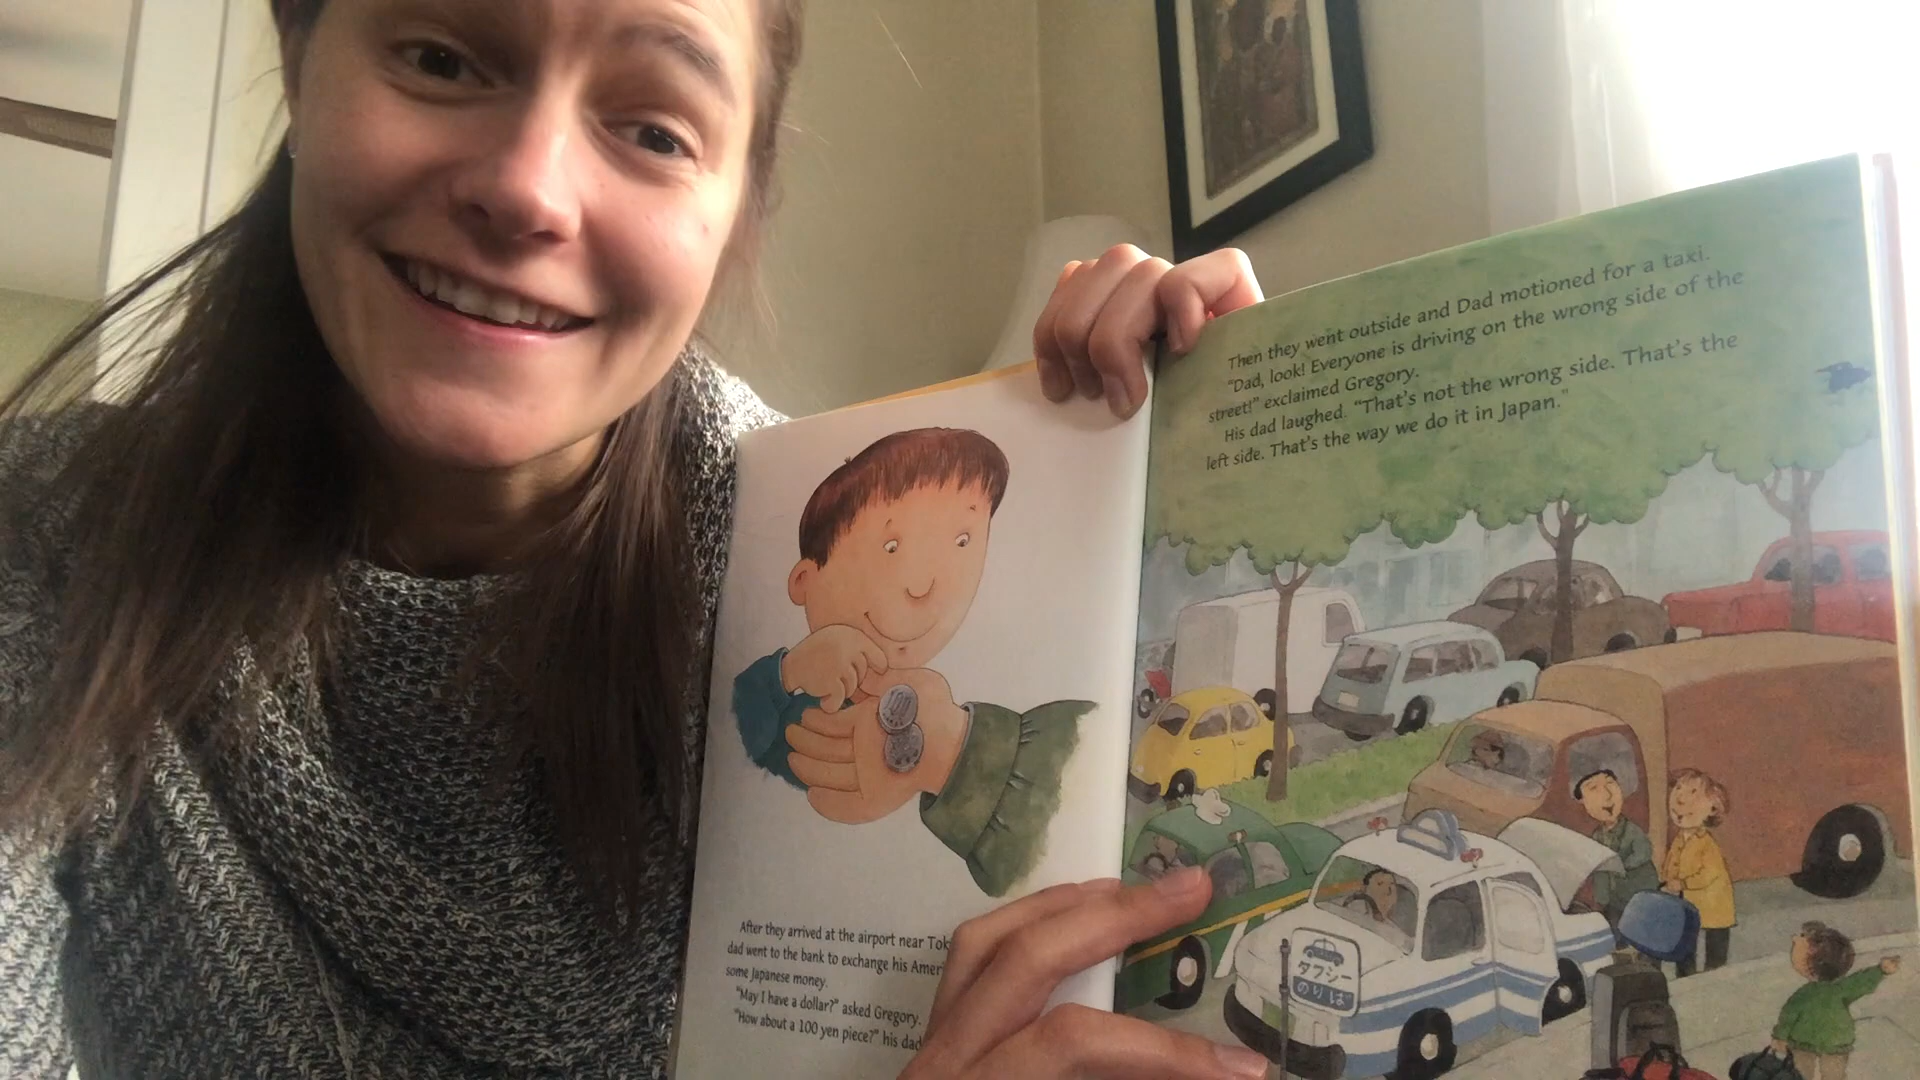 After they arrived at the airport near
dad went to the bank to exchange his
some Japanese money.
"May I have a dollar?" asked Gregory.
"How about a 100 yen piece?" his dad
Then they went outside and Dad motioned for a taxi.
"Dad, look! Everyone is driving on the wrong side of the
street!" exclaimed Gregory.
His dad laughed. "That's not the wrong side. That's the
left side. That's the way we do it in Japan."
タクシー
のりば